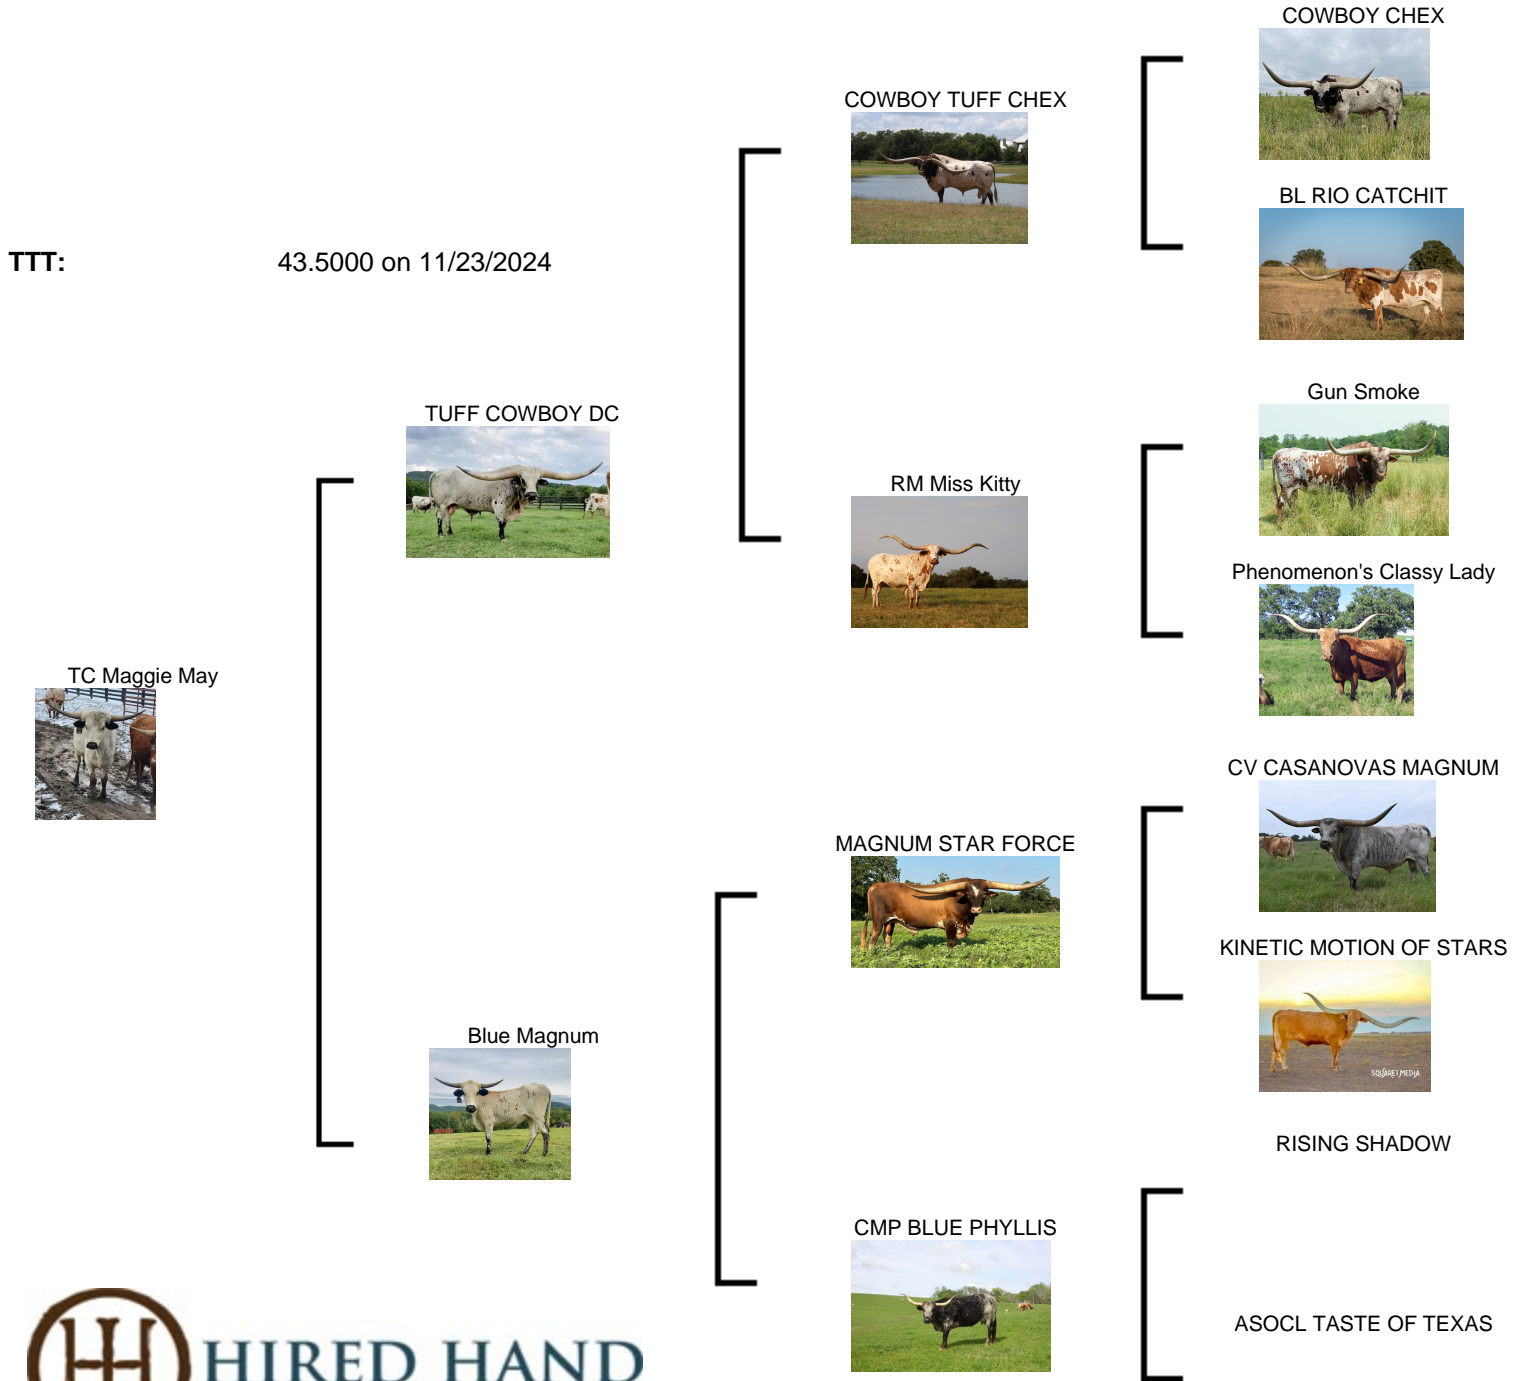 COWBOY CHEX
COWBOY TUFF CHEX
BL RIO CATCHIT
TTT: 43.5000 on 11/23/2024
Gun Smoke
TUFF COWBOY DC
RM Miss Kitty
Phenomenon's Classy Lady
TC Maggie May
CV CASANOVAS MAGNUM
MAGNUM STAR FORCE
KINETIC MOTION OF STARS
SQUARE1 MEDIA
Blue Magnum
RISING SHADOW
CMP BLUE PHYLLIS
ASOCL TASTE OF TEXAS
HIRED HAND